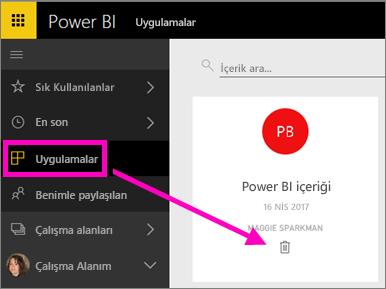 Power BI Uygulamalar
İçerik ara...
Sık Kullanılanlar
En son
Uygulamalar
Benimle paylaşılan
Çalışma alanları
Çalışma Alanım
PB
Power BI içeriği
16 NİS 2017
MAGGIE SPARKMAN